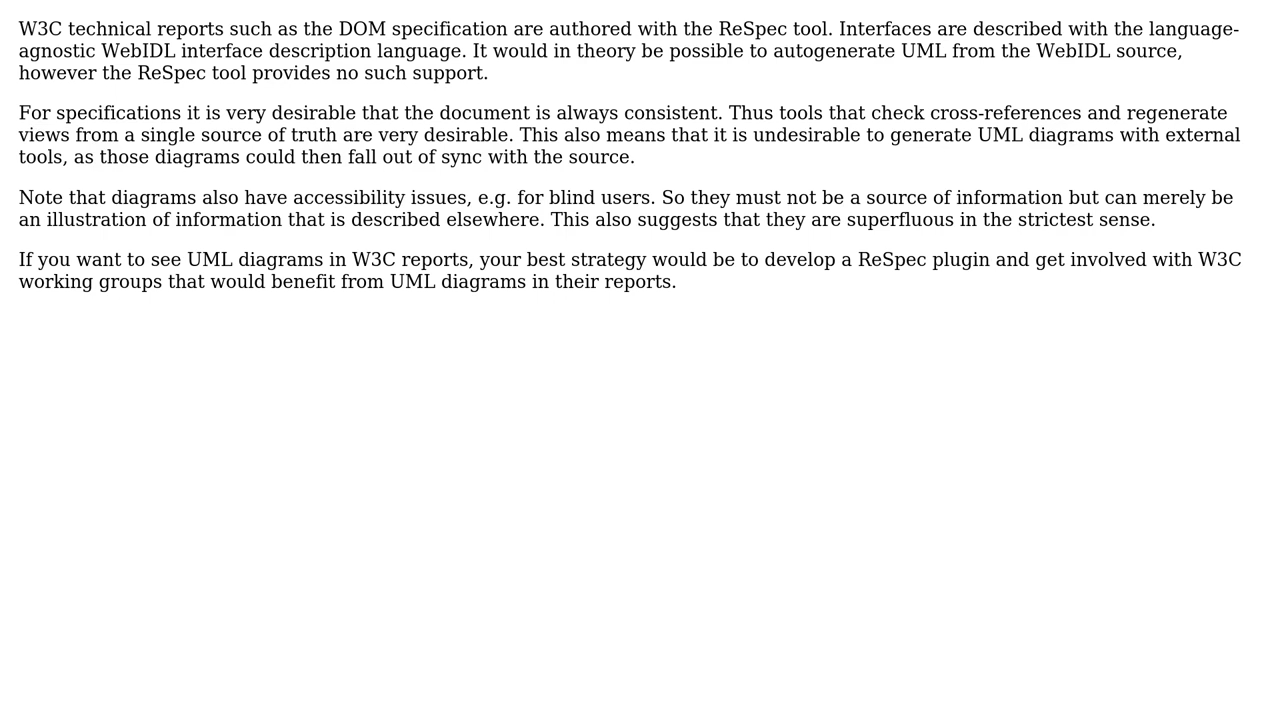 W3C technical reports such as the DOM specification are authored with the ReSpec tool. Interfaces are described with the language-
agnostic WebIDL interface description language. It would in theory be possible to autogenerate UML from the WebIDL source,
however the ReSpec tool provides no such support.
For specifications it is very desirable that the document is always consistent. Thus tools that check cross-references and regenerate
views from a single source of truth are very desirable. This also means that it is undesirable to generate UML diagrams with external
tools, as those diagrams could then fall out of sync with the source.
Note that diagrams also have accessibility issues, e.g. for blind users. So they must not be a source of information but can merely be
an illustration of information that is described elsewhere. This also suggests that they are superfluous in the strictest sense.
If you want to see UML diagrams in W3C reports, your best strategy would be to develop a ReSpec plugin and get involved with W3C
working groups that would benefit from UML diagrams in their reports.